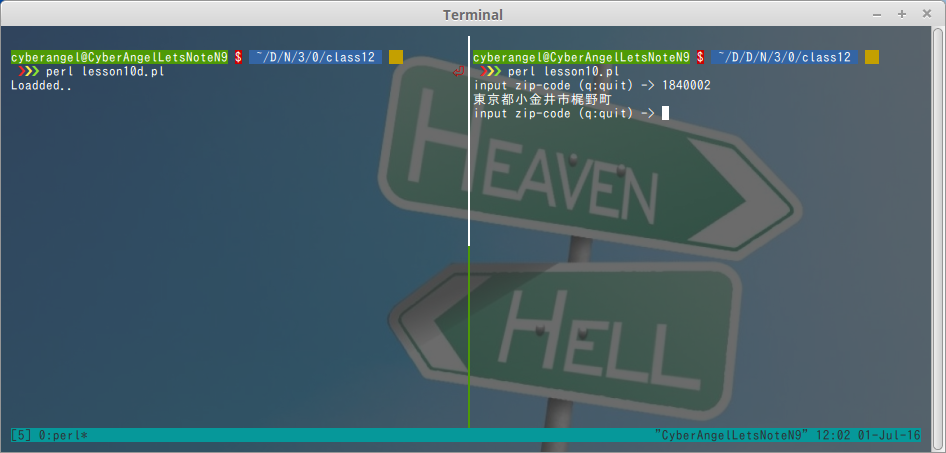 Terminal
cyberangel@CyberAngelLetsNoteN9 $ ~/D/N/3/0/class12
❯❯❯ perl lesson10d.pl
Loadded..
cyberangel@CyberAngelLetsNoteN9 $ ~/D/D/N/3/0/class12
❯❯❯ perl lesson10.pl
input zip-code (q:quit) -> 1840002
東京都小金井市梶野町
input zip-code (q:quit) ->
HEAVEN
HELL
[5] 0:perl* "CyberAngelLetsNoteN9" 12:02 01-Jul-16